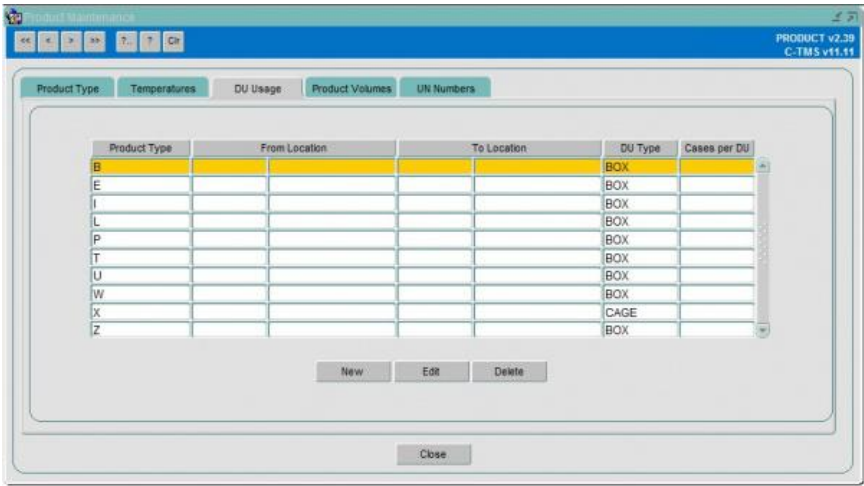 Product Maintenance
<< < > >> ?.. ? Clr
PRODUCT v2.39
C-TMS v11.11
Product Type Temperatures DU Usage Product Volumes UN Numbers
Product Type From Location To Location DU Type Cases per DU
B BOX
E BOX
I BOX
L BOX
P BOX
T BOX
U BOX
W BOX
X CAGE
Z BOX
New Edit Delete
Close